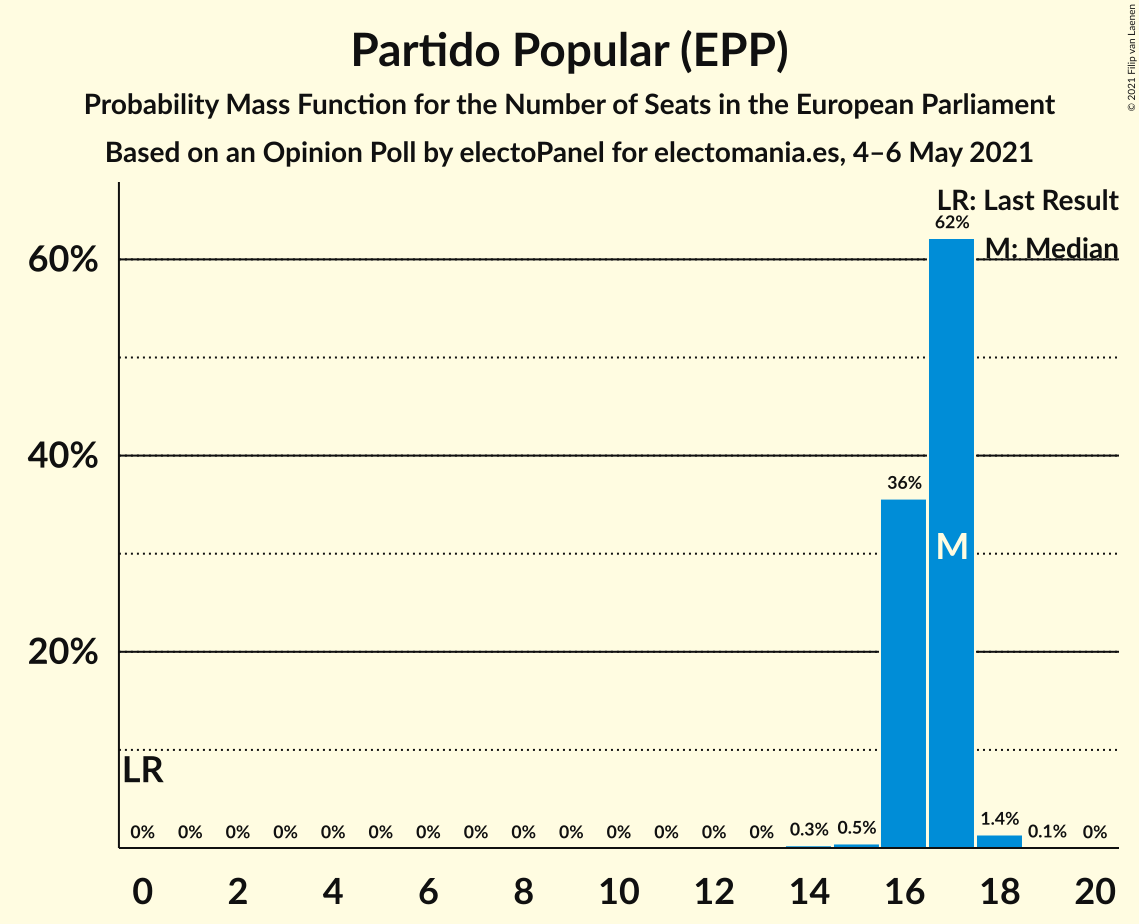 Partido Popular (EPP)
Probability Mass Function for the Number of Seats in the European Parliament
Based on an Opinion Poll by electoPanel for electomania.es, 4–6 May 2021
© 2021 Filip van Laenen
LR: Last Result
M: Median
60%
40%
20%
62%
36%
M
LR
0% 0% 0% 0% 0% 0% 0% 0% 0% 0% 0% 0% 0% 0% 0.3% 0.5% 1.4% 0.1% 0%
0 2 4 6 8 10 12 14 16 18 20